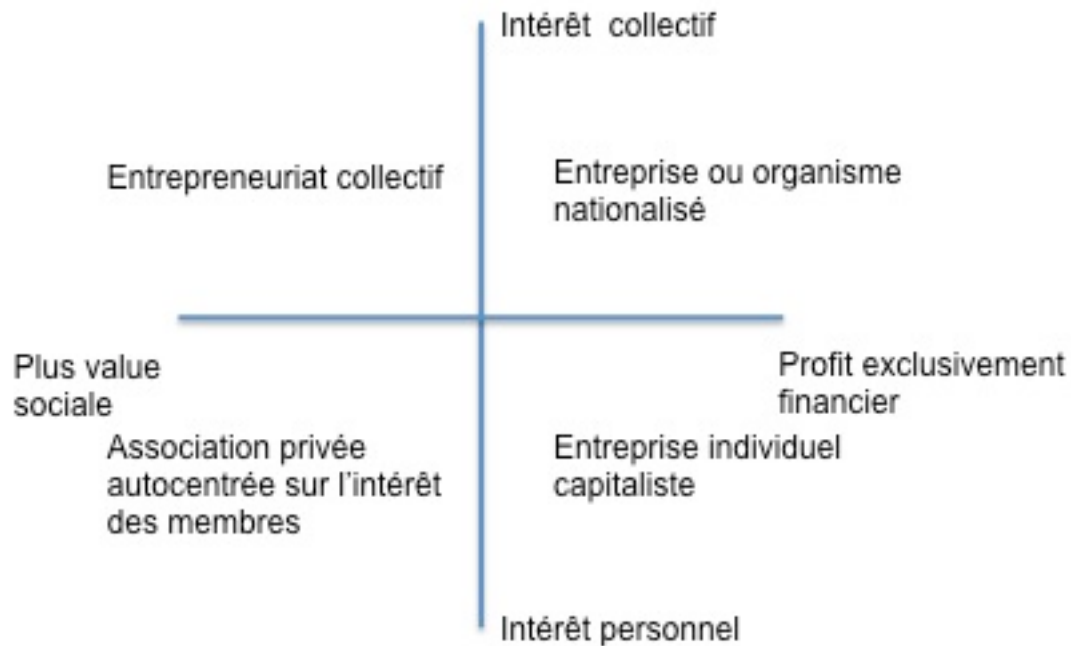 Intérêt collectif
Entrepreneuriat collectif
Entreprise ou organisme
nationalisé
Plus value
sociale
Profit exclusivement
financier
Association privée
autocentrée sur l'intérêt
des membres
Entreprise individuel
capitaliste
Intérêt personnel